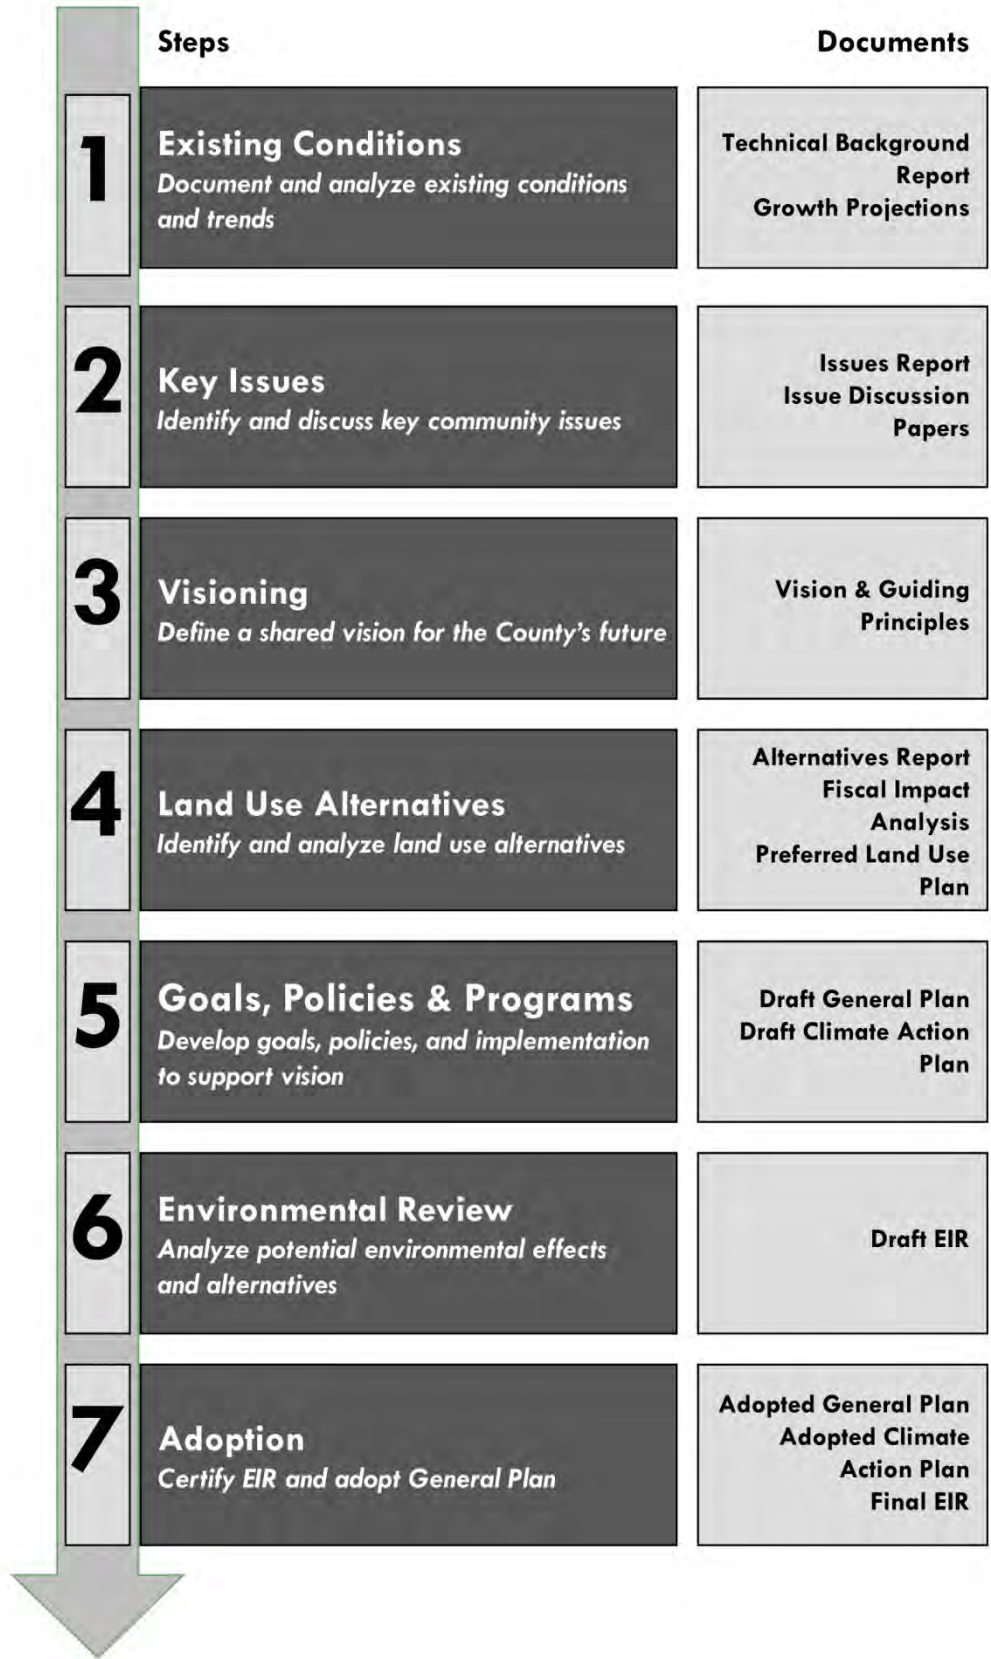 Steps
Documents
1
Existing Conditions
Document and analyze existing conditions
and trends
Technical Background
Report
Growth Projections
2
Key Issues
Identify and discuss key community issues
Issues Report
Issue Discussion
Papers
3
Visioning
Define a shared vision for the County's future
Vision & Guiding
Principles
4
Land Use Alternatives
Identify and analyze land use alternatives
Alternatives Report
Fiscal Impact
Analysis
Preferred Land Use
Plan
5
Goals, Policies & Programs
Develop goals, policies, and implementation
to support vision
Draft General Plan
Draft Climate Action
Plan
6
Environmental Review
Analyze potential environmental effects
and alternatives
Draft EIR
7
Adoption
Certify EIR and adopt General Plan
Adopted General Plan
Adopted Climate
Action Plan
Final EIR